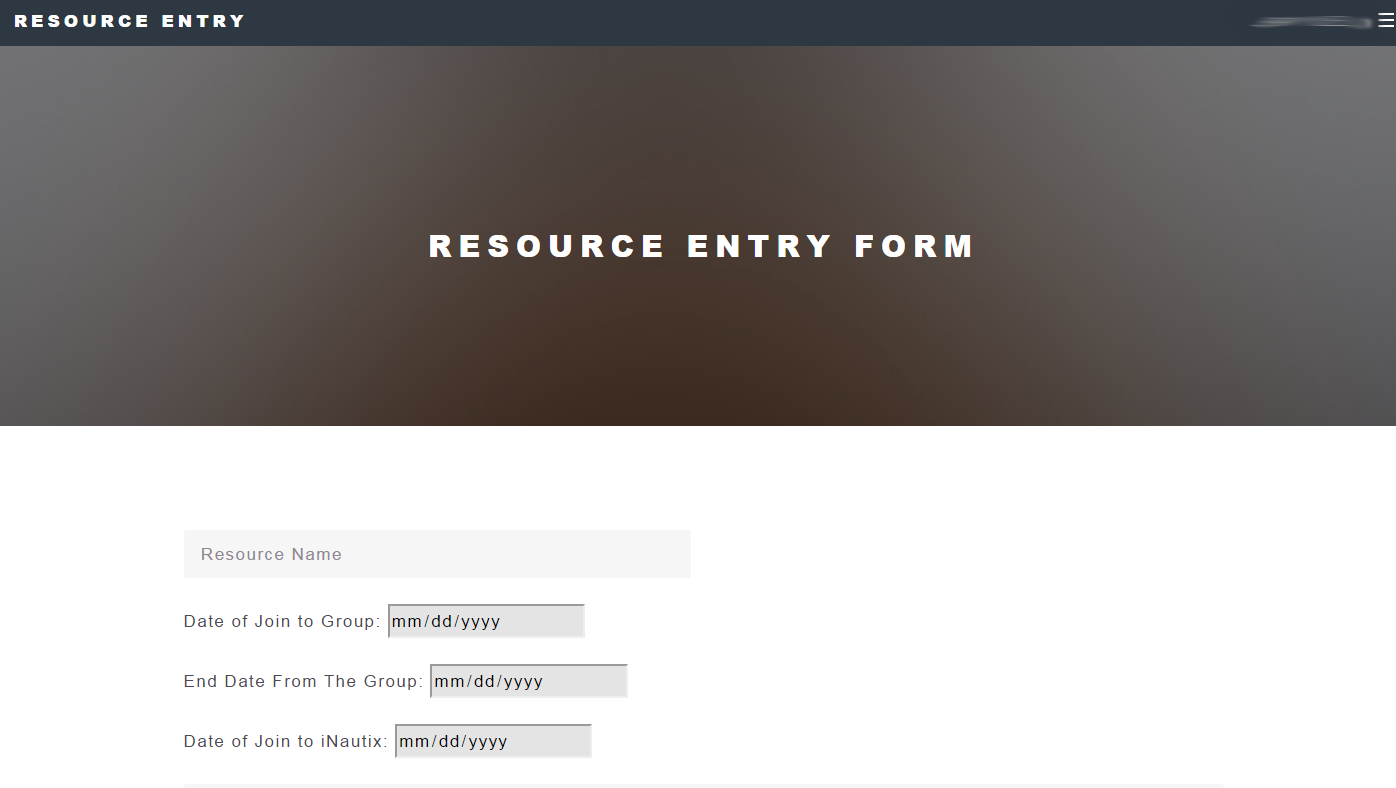 RESOURCE ENTRY
RESOURCE ENTRY FORM
Resource Name
Date of Join to Group: mm/dd/yyyy
End Date From The Group: mm/dd/yyyy
Date of Join to iNautix: mm/dd/yyyy